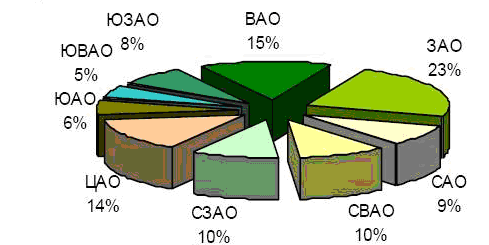 ВАО
15%
ЗАО
23%
САО
9%
СВАО
10%
СЗАО
10%
ЦАО
14%
ЮАО
6%
ЮВАО
5%
ЮЗАО
8%